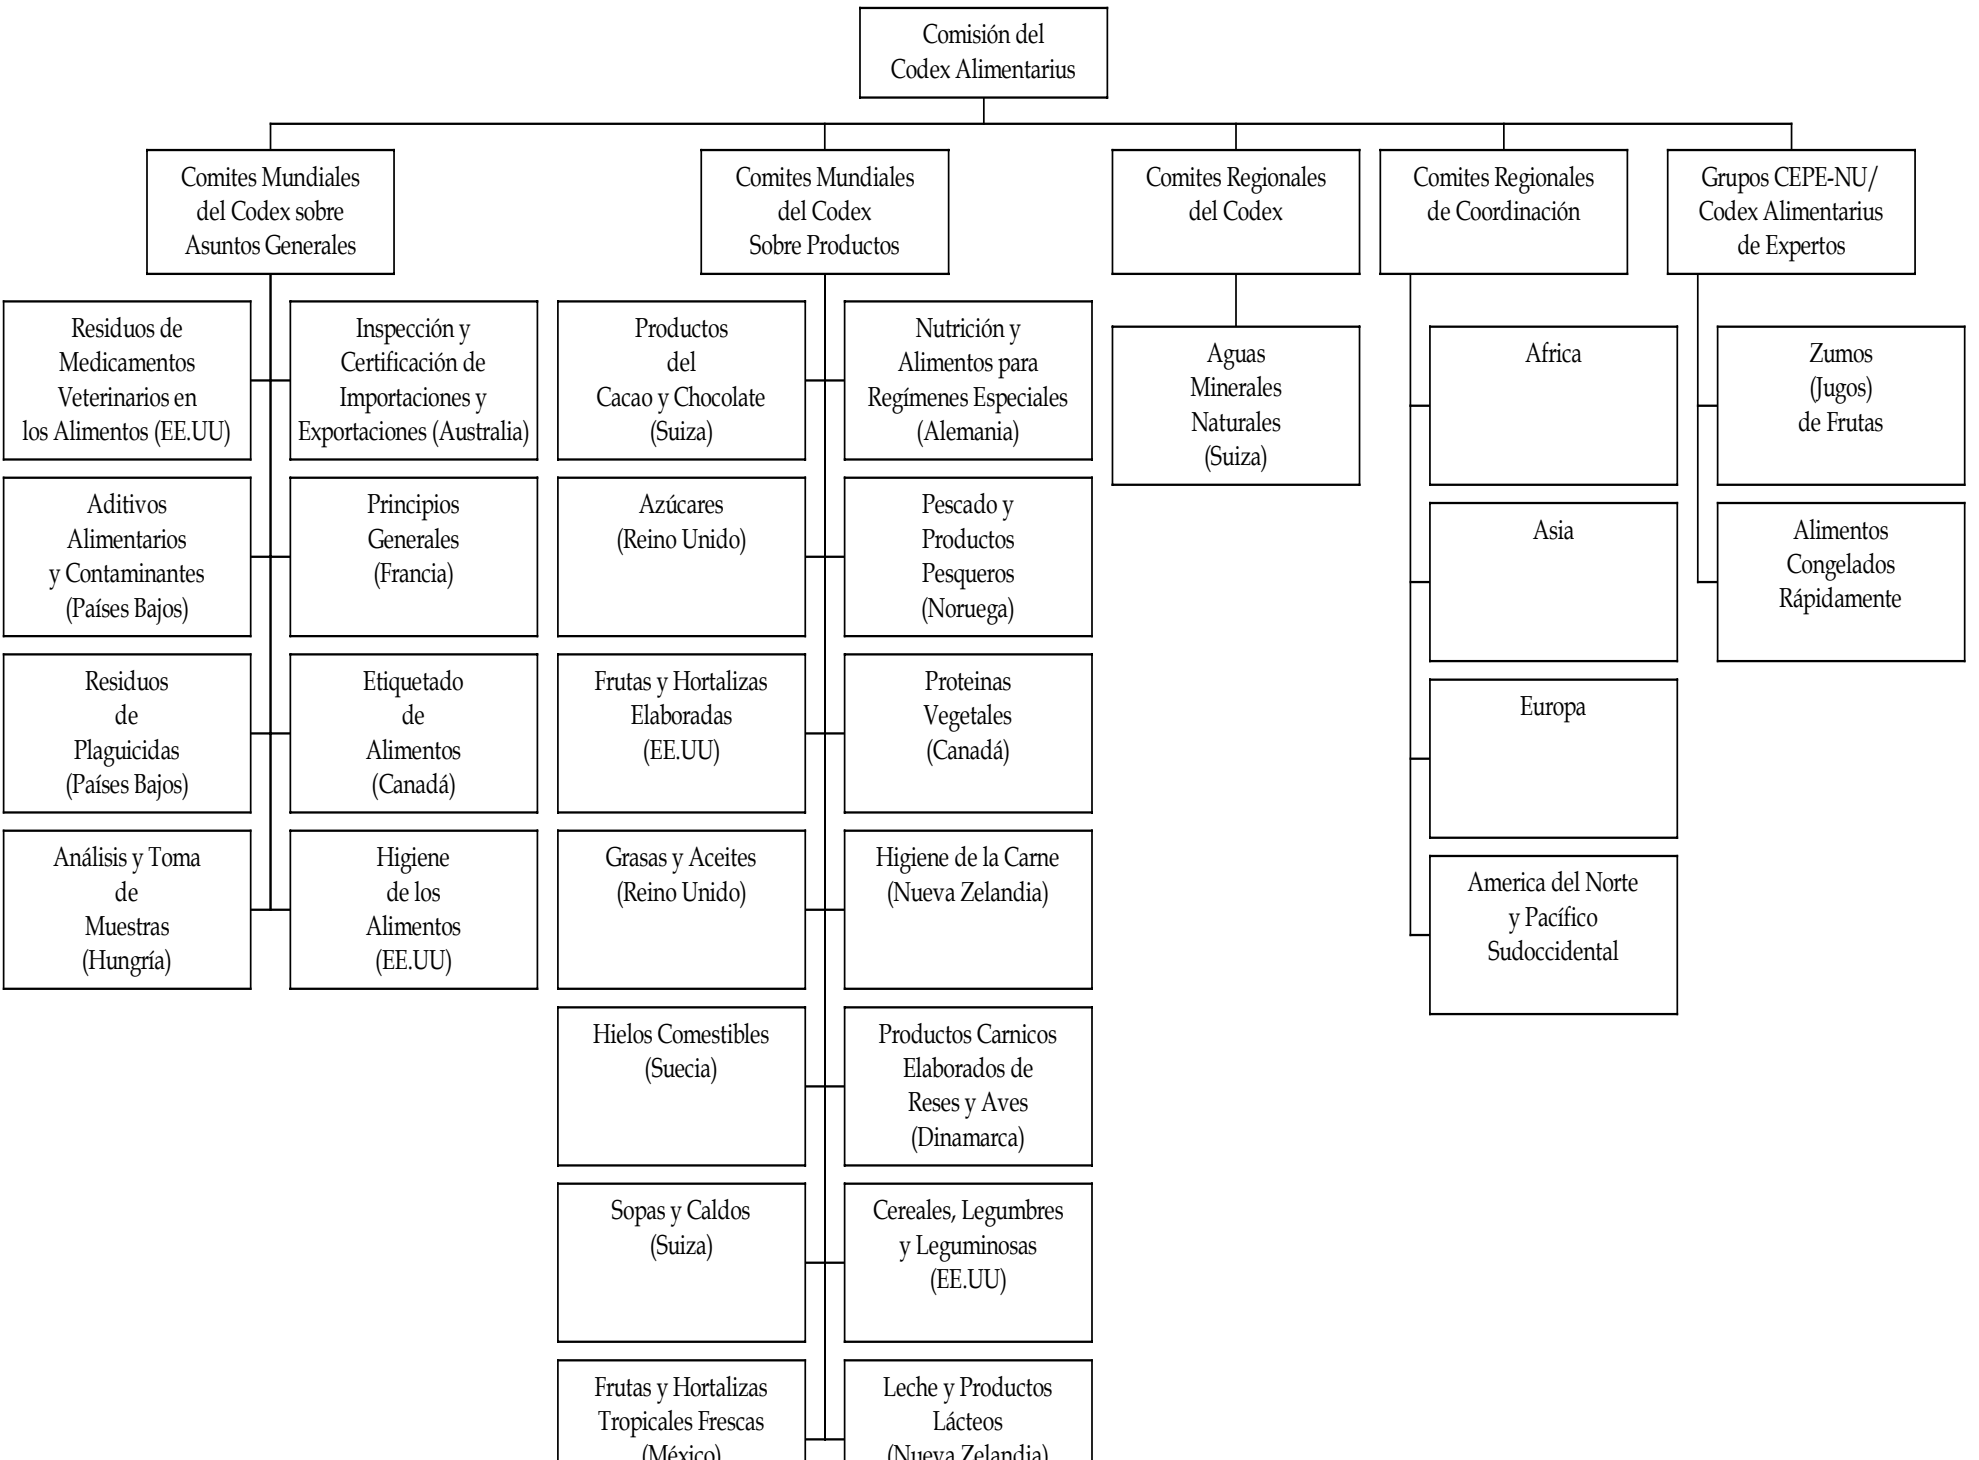 Comisión del
Codex Alimentarius
Comites Mundiales
del Codex sobre
Asuntos Generales
Comites Mundiales
del Codex
Sobre Productos
Comites Regionales
del Codex
Comites Regionales
de Coordinación
Grupos CEPE-NU/
Codex Alimentarius
de Expertos
Residuos de
Medicamentos
Veterinarios en
los Alimentos (EE.UU)
Inspección y
Certificación de
Importaciones y
Exportaciones (Australia)
Aditivos
Alimentarios
y Contaminantes
(Países Bajos)
Principios
Generales
(Francia)
Residuos
de
Plaguicidas
(Países Bajos)
Etiquetado
de
Alimentos
(Canadá)
Análisis y Toma
de
Muestras
(Hungría)
Higiene
de los
Alimentos
(EE.UU)
Productos
del
Cacao y Chocolate
(Suiza)
Nutrición y
Alimentos para
Regímenes Especiales
(Alemania)
Azúcares
(Reino Unido)
Pescado y
Productos
Pesqueros
(Noruega)
Frutas y Hortalizas
Elaboradas
(EE.UU)
Proteinas
Vegetales
(Canadá)
Grasas y Aceites
(Reino Unido)
Higiene de la Carne
(Nueva Zelandia)
Hielos Comestibles
(Suecia)
Productos Carnicos
Elaborados de
Reses y Aves
(Dinamarca)
Sopas y Caldos
(Suiza)
Cereales, Legumbres
y Leguminosas
(EE.UU)
Frutas y Hortalizas
Tropicales Frescas
(México)
Leche y Productos
Lácteos
(Nueva Zelandia)
Aguas
Minerales
Naturales
(Suiza)
Africa
Asia
Europa
America del Norte
y Pacífico
Sudoccidental
Zumos
(Jugos)
de Frutas
Alimentos
Congelados
Rápidamente